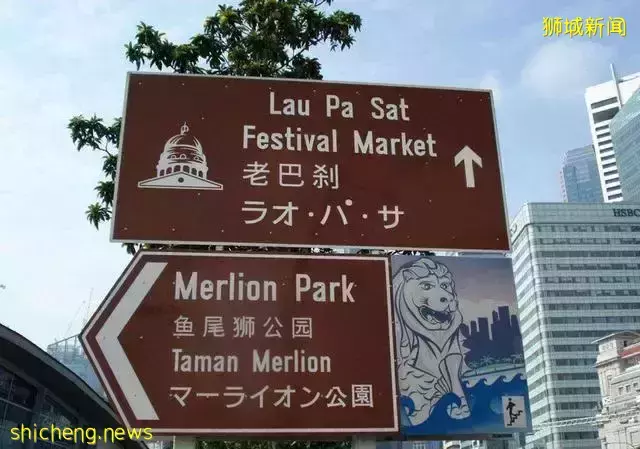 狮城新闻
Lau Pa Sat
Festival Market
老巴刹
ラオ・パ・サ
HSBC
Merlion Park
鱼尾狮公园
Taman Merlion
マーライオン公園
shicheng.news